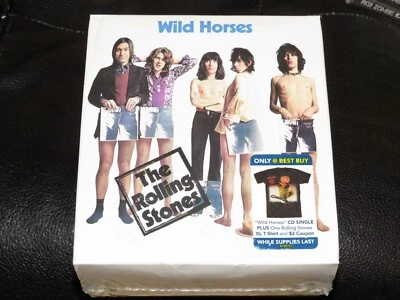 Wild Horses
The
Rolling
Stones
ONLY @ BEST BUY
"Wild Horses" CD SINGLE
PLUS One Rolling Stones
XL T-Shirt and $2 Coupon
WHILE SUPPLIES LAST